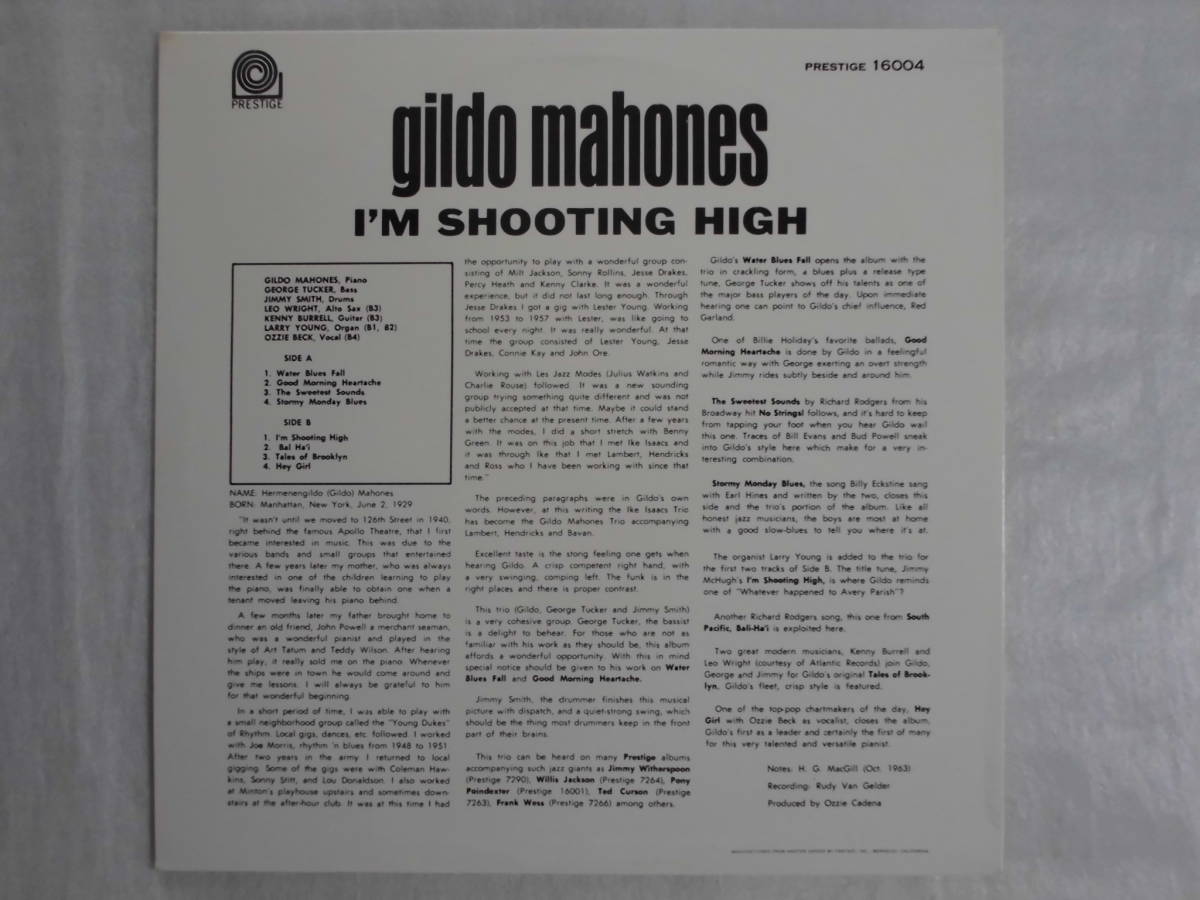 PRESTIGE
PRESTIGE 16004
gildo mahones
I'M SHOOTING HIGH
GILDO MAHONES, Piano
GEORGE TUCKER, Bass
JIMMY SMITH, Drums
LEO WRIGHT, Alto Sax (B3)
KENNY BURRELL, Guitar (B3)
LARRY YOUNG, Organ (B1, B2)
OZZIE BECK, Vocal (B4)
SIDE A
1. Water Blues Fall
2. Good Morning Heartache
3. The Sweetest Sounds
4. Stormy Monday Blues
SIDE B
1. I'm Shooting High
2. Bal Ha'i
3. Tales of Brooklyn
4. Hey Girl
NAME: Hermenengildo (Gildo) Mahones
BORN: Manhattan, New York, June 2, 1929
"It wasn't until we moved to 126th Street in 1940,
right behind the famous Apollo Theatre, that I first
became interested in music. This was due to the
various bands and small groups that entertained
there. A few years later my mother, who was always
interested in one of the children learning to play
the piano, was finally able to obtain one when a
tenant moved leaving his piano behind.
A few months later my father brought home to
dinner an old friend, John Powell a merchant seaman,
who was a wonderful pianist and played in the
style of Art Tatum and Teddy Wilson. After hearing
him play, it really sold me on the piano. Whenever
the ships were in town he would come around and
give me lessons. I will always be grateful to him
for that wonderful beginning.
In a short period of time, I was able to play with
a small neighborhood group called the "Young Dukes"
of Rhythm. Local gigs, dances, etc. followed. I worked
with Joe Morris, rhythm 'n blues from 1948 to 1951.
After two years in the army I returned to local
gigging. Some of the gigs were with Coleman Haw-
kins, Sonny Stitt, and Lou Donaldson. I also worked
at Minton's playhouse upstairs and sometimes down-
stairs at the after-hour club. It was at this time I had
the opportunity to play with a wonderful group con-
sisting of Milt Jackson, Sonny Rollins, Jesse Drakes,
Percy Heath and Kenny Clarke. It was a wonderful
experience, but it did not last long enough. Through
Jesse Drakes I got a gig with Lester Young. Working
from 1953 to 1957 with Lester, was like going to
school every night. It was really wonderful. At that
time the group consisted of Lester Young, Jesse
Drakes, Connie Kay and John Ore.
Working with Les Jazz Modes (Julius Watkins and
Charlie Rouse) followed. It was a new sounding
group trying something quite different and was not
publicly accepted at that time. Maybe it could stand
a better chance at the present time. After a few years
with the modes, I did a short stretch with Benny
Green. It was on this job that I met Ike Isaacs and
it was through Ike that I met Lambert, Hendricks
and Ross who I have been working with since that
time."
The preceding paragraphs were in Gildo's own
words. However, at this writing the Ike Isaacs Trio
has become the Gildo Mahones Trio accompanying
Lambert, Hendricks and Bavan.
Excellent taste is the stong feeling one gets when
hearing Gildo. A crisp competent right hand, with
a very swinging, comping left. The funk is in the
right places and there is proper contrast.
This trio (Gildo, George Tucker and Jimmy Smith)
is a very cohesive group. George Tucker, the bassist
is a delight to behear. For those who are not as
familiar with his work as they should be, this album
affords a wonderful opportunity. With this in mind
special notice should be given to his work on Water
Blues Fall and Good Morning Heartache.
Jimmy Smith, the drummer finishes this musical
picture with dispatch, and a quiet-strong swing, which
should be the thing most drummers keep in the front
part of their brains.
This trio can be heard on many Prestige albums
accompanying such jazz giants as Jimmy Witherspoon
(Prestige 7290), Willis Jackson (Prestige 7264), Pony
Poindexter (Prestige 16001), Ted Curson (Prestige
7263), Frank Wess (Prestige 7266) among others.
Gildo's Water Blues Fall opens the album with the
trio in crackling form, a blues plus a release type
tune, George Tucker shows off his talents as one of
the major bass players of the day. Upon immediate
hearing one can point to Gildo's chief influence, Red
Garland.
One of Billie Holiday's favorite ballads, Good
Morning Heartache is done by Gildo in a feelingful
romantic way with George exerting an overt strength
while Jimmy rides subtly beside and around him.
The Sweetest Sounds by Richard Rodgers from his
Broadway hit No Strings! follows, and it's hard to keep
from tapping your foot when you hear Gildo wail
this one. Traces of Bill Evans and Bud Powell sneak
into Gildo's style here which make for a very in-
teresting combination.
Stormy Monday Blues, the song Billy Eckstine sang
with Earl Hines and written by the two, closes this
side and the trio's portion of the album. Like all
honest jazz musicians, the boys are most at home
with a good slow-blues to tell you where it's at.
The organist Larry Young is added to the trio for
the first two tracks of Side B. The title tune, Jimmy
McHugh's I'm Shooting High, is where Gildo reminds
one of "Whatever happened to Avery Parish"?
Another Richard Rodgers song, this one from South
Pacific, Bali-Ha'i is exploited here.
Two great modern musicians, Kenny Burrell and
Leo Wright (courtesy of Atlantic Records) join Gildo,
George and Jimmy for Gildo's original Tales of Brook-
lyn, Gildo's fleet, crisp style is featured.
One of the top-pop chartmakers of the day, Hey
Girl with Ozzie Beck as vocalist, closes the album,
Gildo's first as a leader and certainly the first of many
for this very talented and versatile pianist.
Notes: H. G. MacGill (Oct. 1963)
Recording: Rudy Van Gelder
Produced by Ozzie Cadena